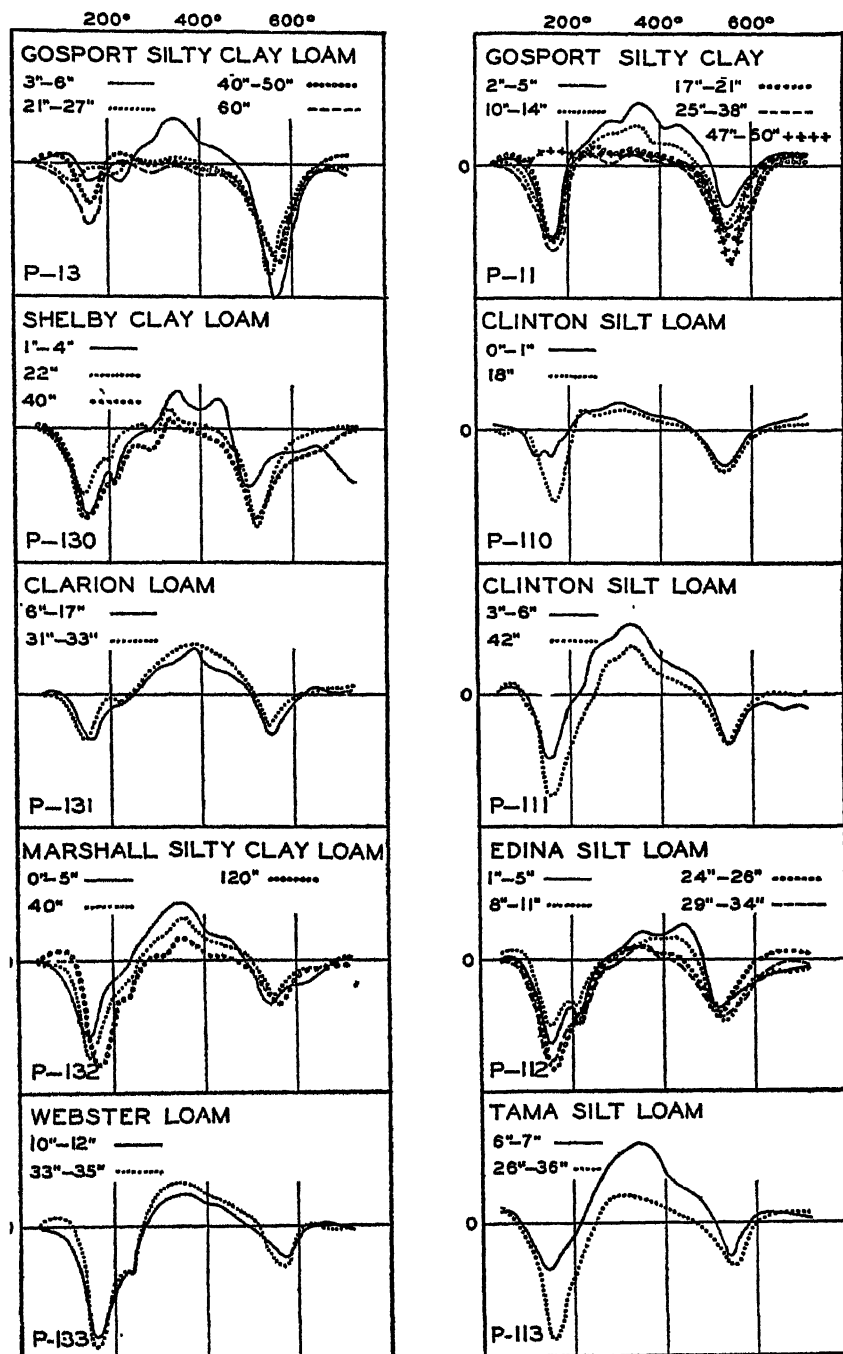 200° 400° 600°
GOSPORT SILTY CLAY LOAM
3"-6" 40"-50"
21"-27" 60"
0
P-13
SHELBY CLAY LOAM
1"-4"
22"
40"
P-130
CLARION LOAM
6"-17"
31"-33"
P-131
MARSHALL SILTY CLAY LOAM
0"-5" 120"
40"
P-132
WEBSTER LOAM
10"-12"
33"-35"
P-133
200° 400° 600°
GOSPORT SILTY CLAY
2"-5" 17"-21"
10"-14" 25"-38"
47"-50" ++++
0
P-11
CLINTON SILT LOAM
0"-1"
18"
0
P-110
CLINTON SILT LOAM
3"-6"
42"
0
P-111
EDINA SILT LOAM
1"-5" 24"-26"
8"-11" 29"-34"
0
P-112
TAMA SILT LOAM
6"-7"
26"-36"
0
P-113